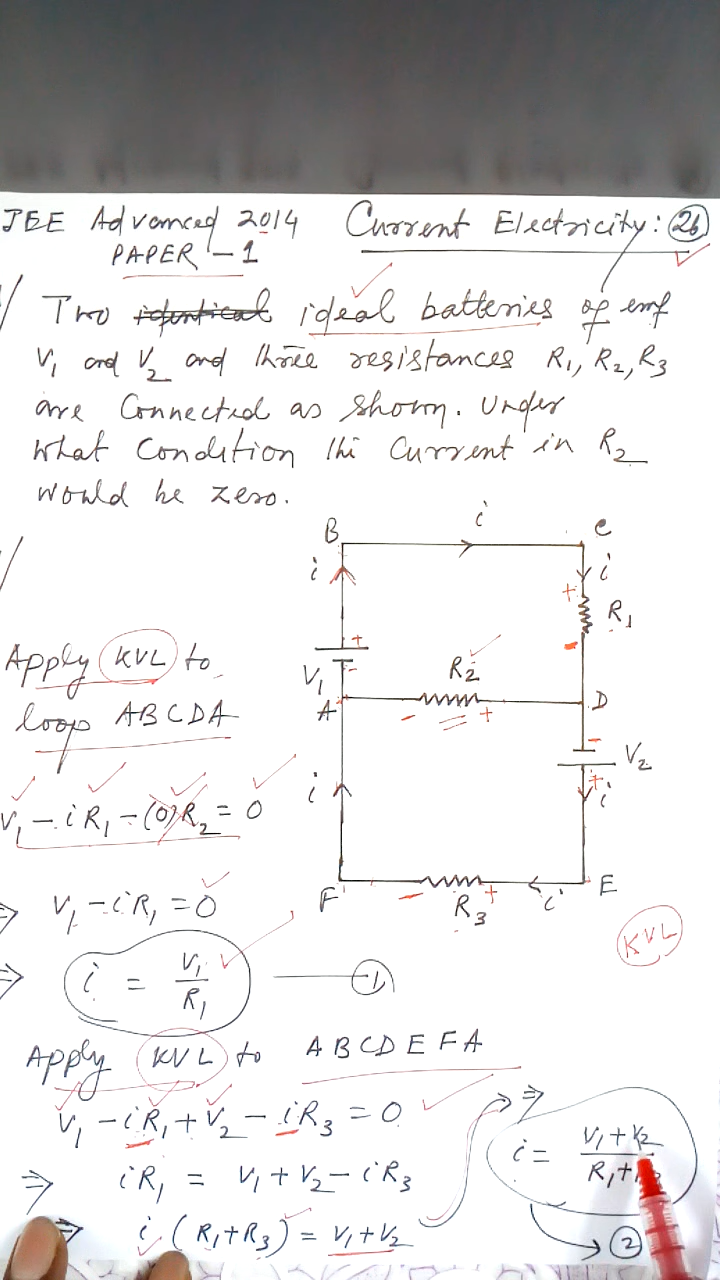 JEE Advanced 2014 Current Electricity: 26
PAPER - 1
Two identical ideal batteries of emf
V₁ and V₂ and three resistances R₁, R₂, R₃
are Connected as shown. Under
what Condition the Current in R₂
would be zero.
B i C
i i
+ R₁
+ -
V₁ - R₂
A - + D
- V₂
i + i
F - R₃ + i E
Apply KVL to
loop ABCDA
V₁ - iR₁ - (0)R₂ = 0
⇒ V₁ - iR₁ = 0
⇒ i = V₁/R₁ — 1
KVL
Apply KVL to ABCDEFA
V₁ - iR₁ + V₂ - iR₃ = 0
⇒ iR₁ = V₁ + V₂ - iR₃
⇒ i (R₁+R₃) = V₁+V₂
⇒ i = V₁+V₂ / R₁+
2